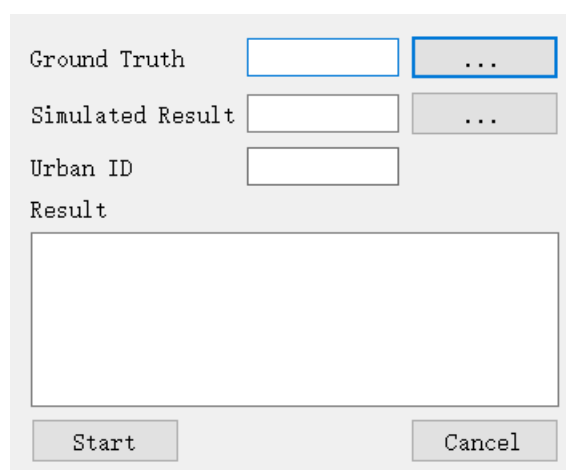 Ground Truth ...
Simulated Result ...
Urban ID
Result
Start Cancel